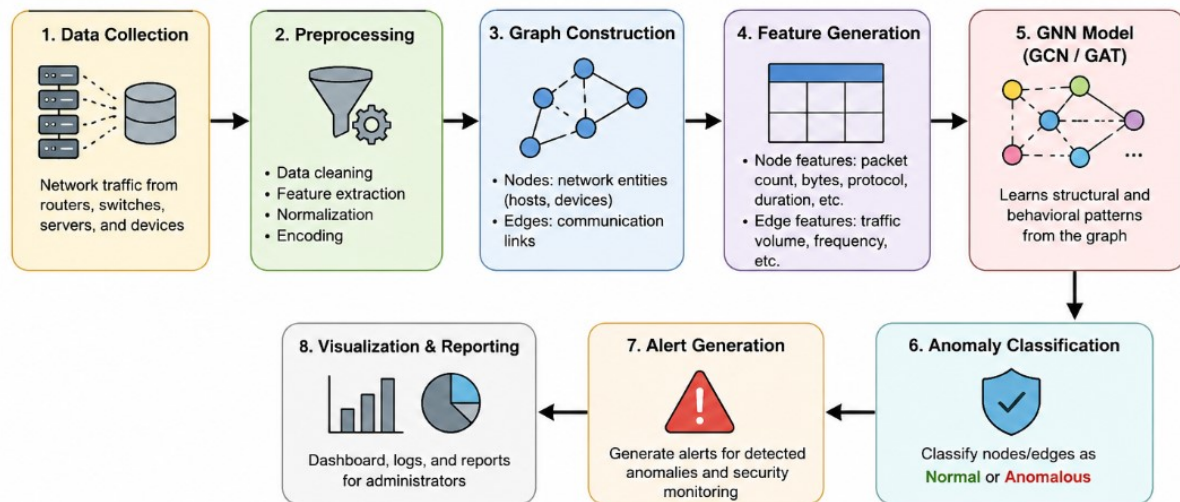 1. Data Collection
Network traffic from
routers, switches,
servers, and devices
2. Preprocessing
• Data cleaning
• Feature extraction
• Normalization
• Encoding
3. Graph Construction
• Nodes: network entities
(hosts, devices)
• Edges: communication
links
4. Feature Generation
• Node features: packet
count, bytes, protocol,
duration, etc.
• Edge features: traffic
volume, frequency,
etc.
5. GNN Model
(GCN / GAT)
...
Learns structural and
behavioral patterns
from the graph
6. Anomaly Classification
Classify nodes/edges as
Normal or Anomalous
7. Alert Generation
!
Generate alerts for detected
anomalies and security
monitoring
8. Visualization & Reporting
Dashboard, logs, and reports
for administrators